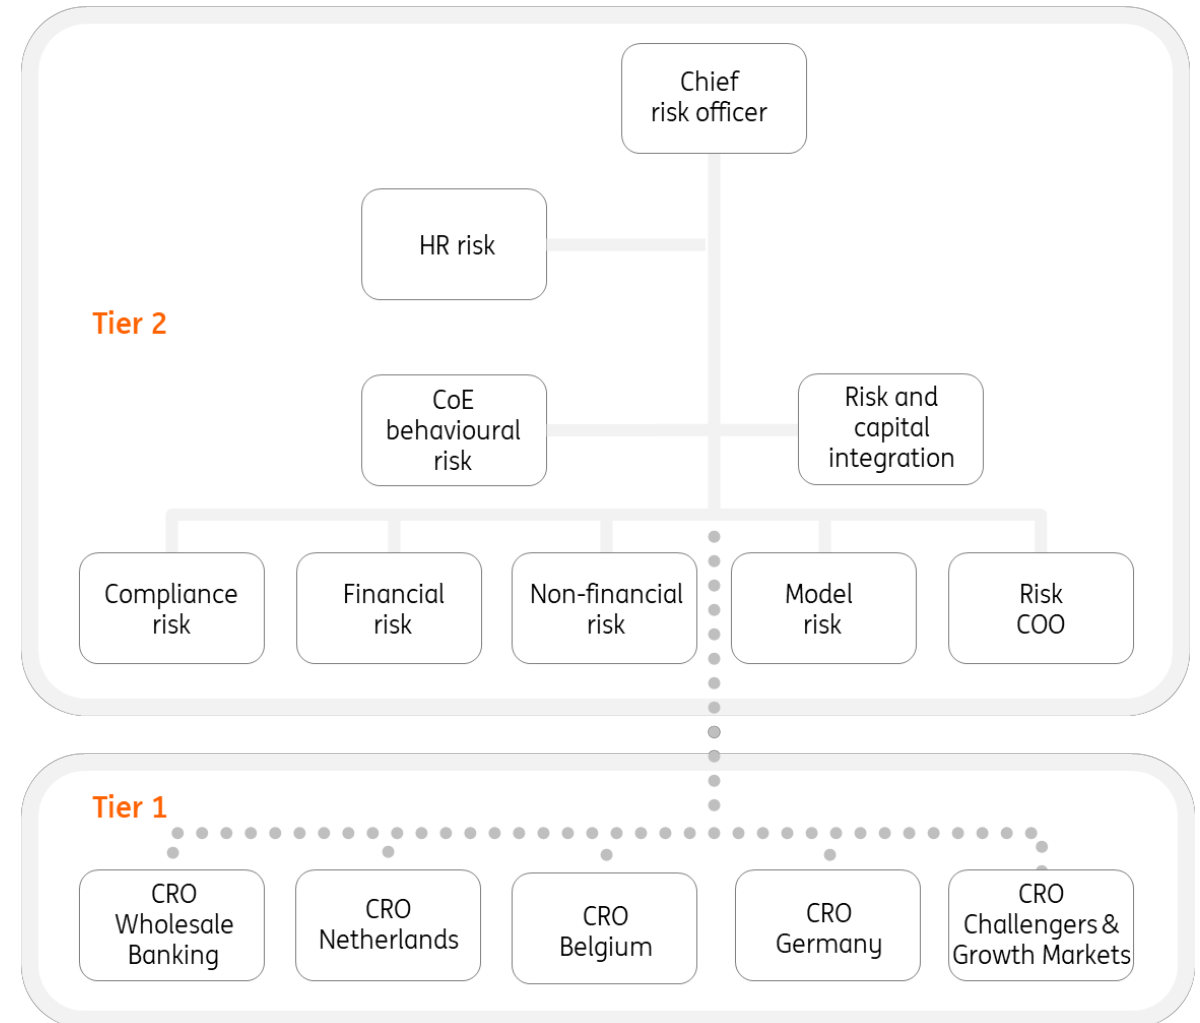 Chief
risk officer
HR risk
Tier 2
CoE
behavioural
risk
Risk and
capital
integration
Compliance
risk
Financial
risk
Non-financial
risk
Model
risk
Risk
COO
Tier 1
CRO
Wholesale
Banking
CRO
Netherlands
CRO
Belgium
CRO
Germany
CRO
Challengers &
Growth Markets